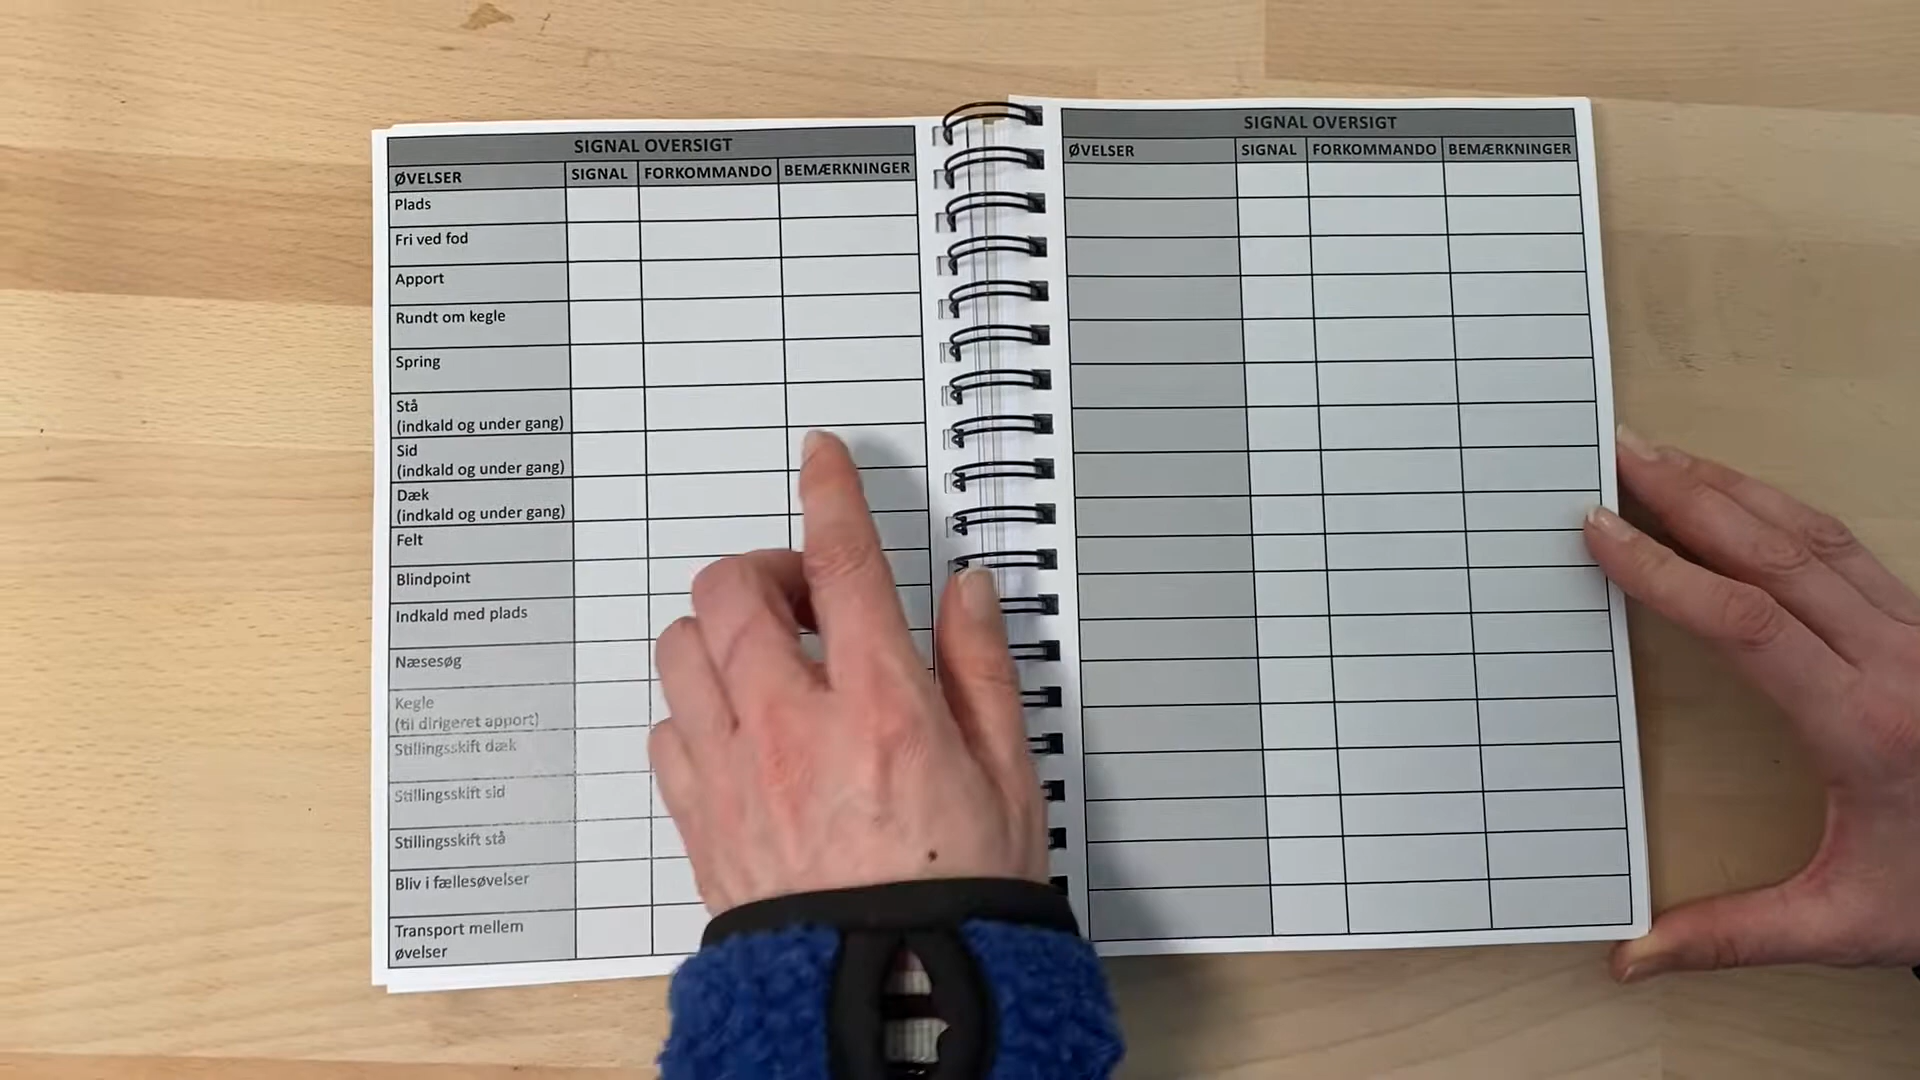 SIGNAL OVERSIGT
ØVELSER SIGNAL FORKOMMANDO BEMÆRKNINGER
Plads
Fri ved fod
Apport
Rundt om kegle
Spring
Stå
(indkald og under gang)
Sid
(indkald og under gang)
Dæk
(indkald og under gang)
Felt
Blindpoint
Indkald med plads
Næsesøg
Kegle
(til dirigeret apport)
Stillingsskift dæk
Stillingsskift sid
Stillingsskift stå
Bliv i fællesøvelser
Transport mellem
øvelser
SIGNAL OVERSIGT
ØVELSER SIGNAL FORKOMMANDO BEMÆRKNINGER